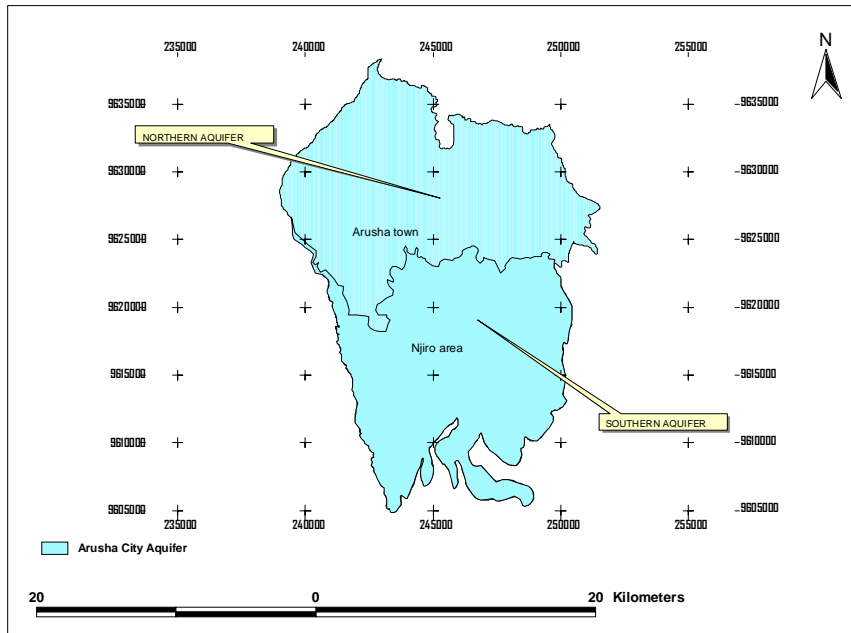 N
235000 240000 245000 250000 255000
9635000 9635000
NORTHERN AQUIFER
9630000 9630000
Arusha town
9625000 9625000
9620000 9620000
Njiro area
9615000 9615000
SOUTHERN AQUIFER
9610000 9610000
9605000 9605000
235000 240000 245000 250000 255000
Arusha City Aquifer
20 0 20 Kilometers